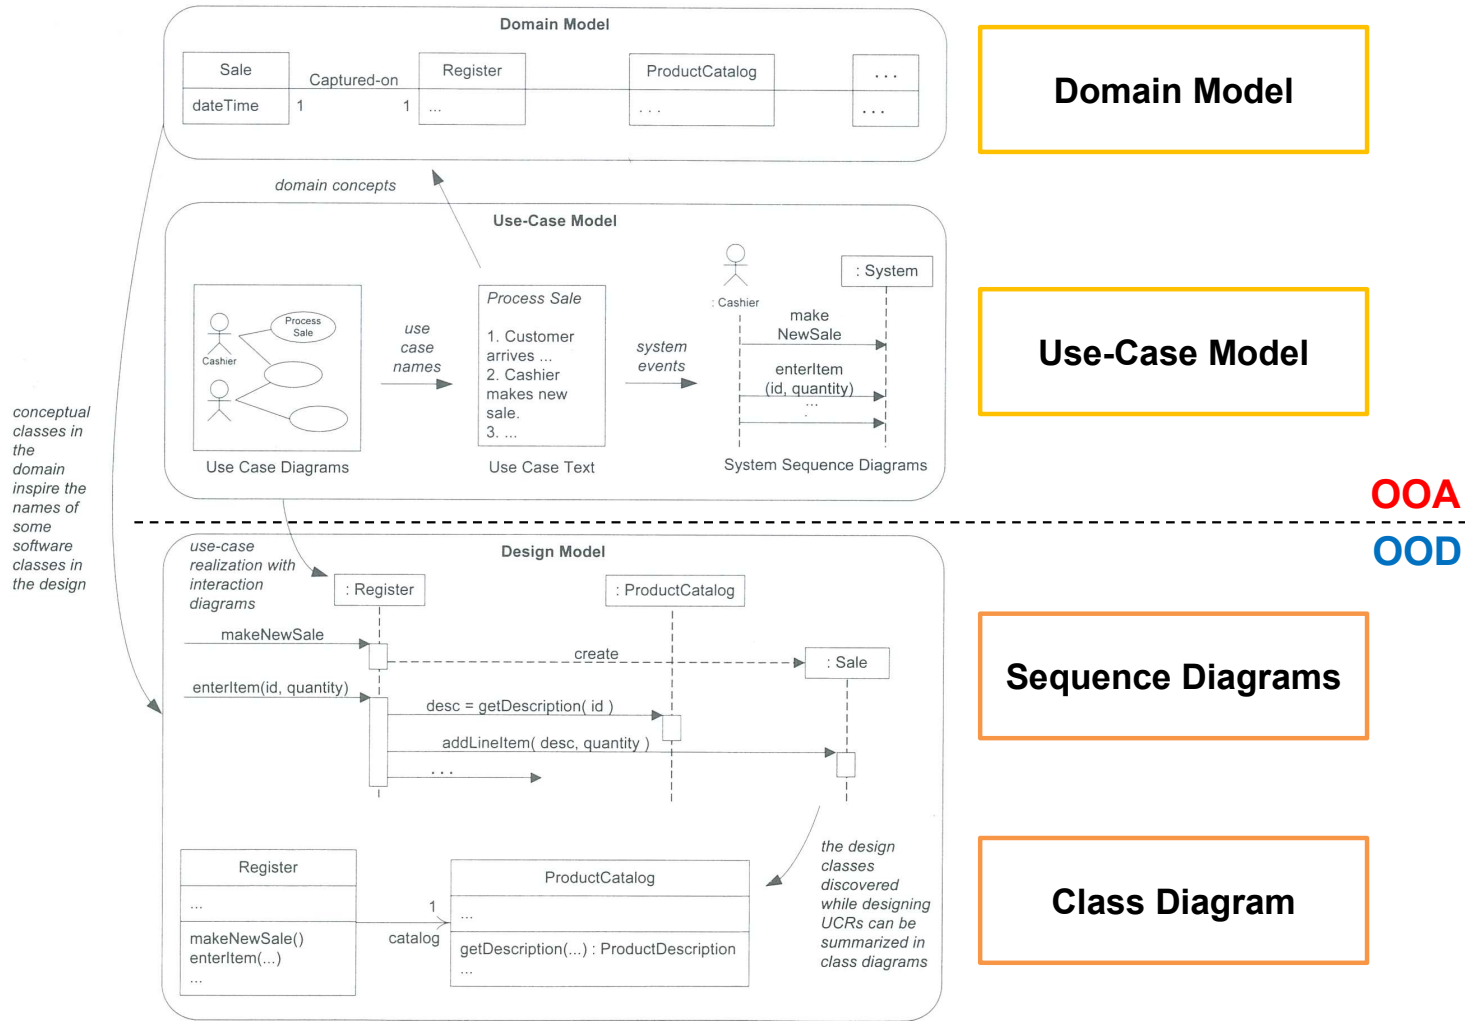 Domain Model
Sale
Captured-on
Register
ProductCatalog
...
dateTime
1
1
...
. . .
...
Domain Model
domain concepts
Use-Case Model
Cashier
Process
Sale
Use Case Diagrams
use
case
names
Process Sale
1. Customer
arrives ...
2. Cashier
makes new
sale.
3. ...
Use Case Text
system
events
: Cashier
: System
make
NewSale
enterItem
(id, quantity)
...
.
System Sequence Diagrams
Use-Case Model
conceptual
classes in
the
domain
inspire the
names of
some
software
classes in
the design
OOA
OOD
Design Model
use-case
realization with
interaction
diagrams
: Register
: ProductCatalog
makeNewSale
create
: Sale
enterItem(id, quantity)
desc = getDescription( id )
addLineItem( desc, quantity )
. . .
Sequence Diagrams
Register
...
makeNewSale()
enterItem(...)
...
1
catalog
ProductCatalog
...
getDescription(...) : ProductDescription
...
the design
classes
discovered
while designing
UCRs can be
summarized in
class diagrams
Class Diagram